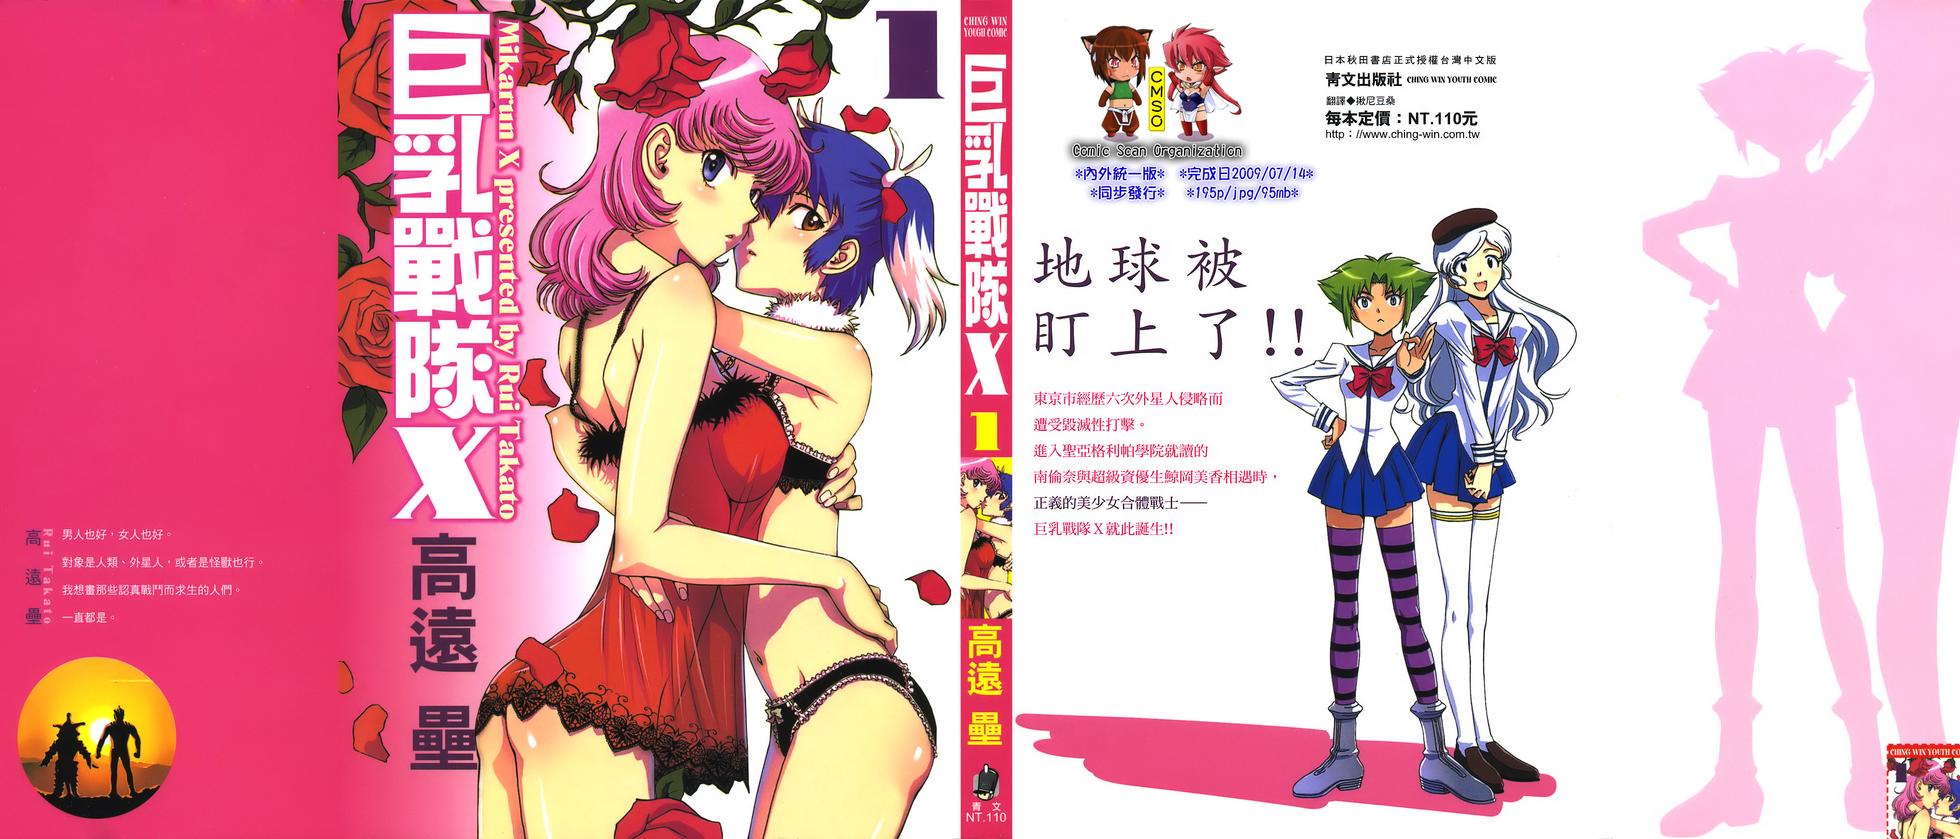 高遠壘
Rui Takato
男人也好，女人也好。
對象是人類、外星人，或者是怪獸也行。
我想畫那些認真戰鬥而求生的人們。
一直都是。
巨乳戰隊X
Mikarun X presented by Rui Takato
高遠 壘
1
CHING WIN
YOUTH COMIC
巨乳戰隊X
1
高遠 壘
青文
NT.110
CMSO
Comic Scan Organization
*內外統一版* *完成日2009/07/14*
*同步發行* *195p/jpg/95mb*
日本秋田書店正式授權台灣中文版
青文出版社 CHING WIN YOUTH COMIC
翻譯◆揪尼豆桑
每本定價：NT.110元
http：//www.ching-win.com.tw
地球被
盯上了!!
東京市經歷六次外星人侵略而
遭受毀滅性打擊。
進入聖亞格利帕學院就讀的
南倫奈與超級資優生鯨岡美香相遇時，
正義的美少女合體戰士——
巨乳戰隊Ｘ就此誕生!!
CHING WIN YOUTH CO